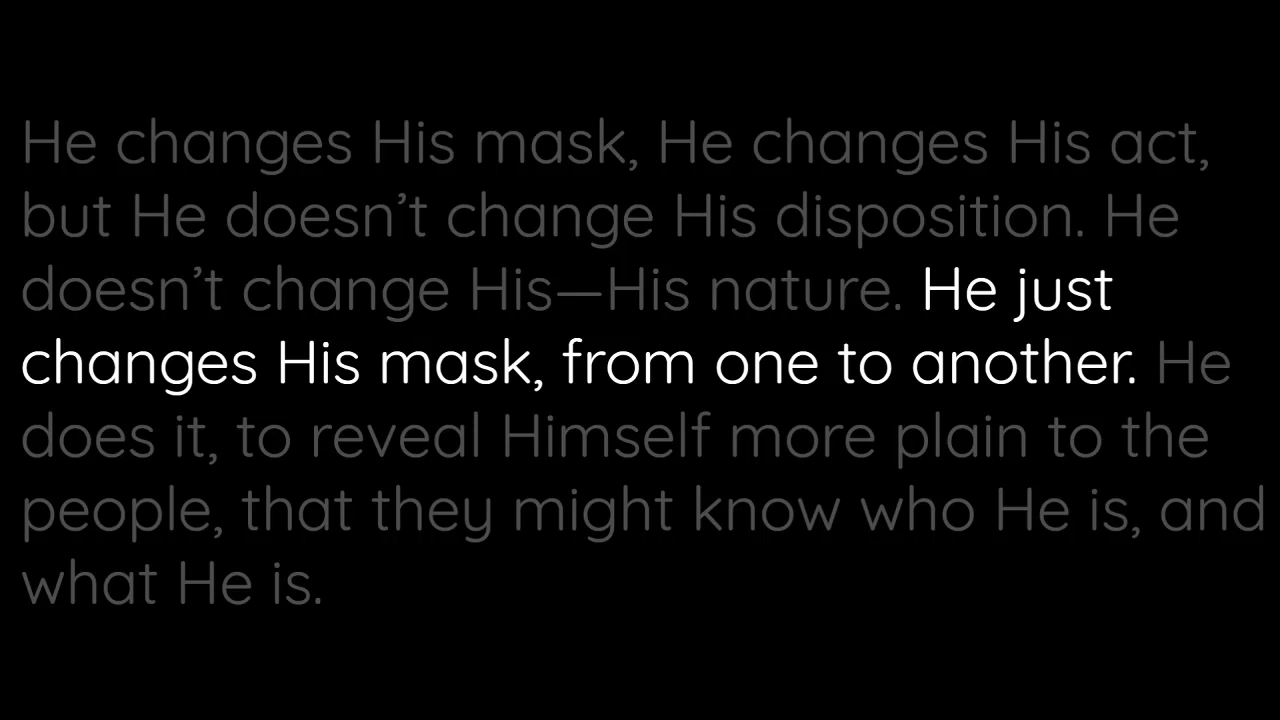 He changes His mask, He changes His act,
but He doesn’t change His disposition. He
doesn’t change His—His nature. He just
changes His mask, from one to another. He
does it, to reveal Himself more plain to the
people, that they might know who He is, and
what He is.